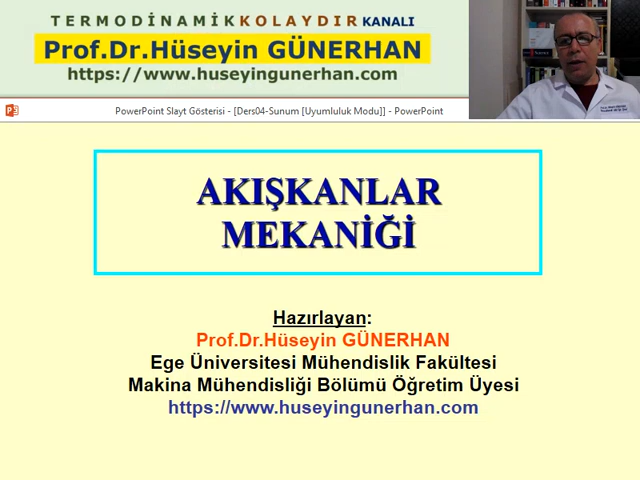 TERMODİNAMİKKOLAYDIR KANALI
Prof.Dr.Hüseyin GÜNERHAN
https://www.huseyingunerhan.com
PowerPoint Slayt Gösterisi - [Ders04-Sunum [Uyumluluk Modu]] - PowerPoint
AKIŞKANLAR
MEKANİĞİ
Hazırlayan:
Prof.Dr.Hüseyin GÜNERHAN
Ege Üniversitesi Mühendislik Fakültesi
Makina Mühendisliği Bölümü Öğretim Üyesi
https://www.huseyingunerhan.com